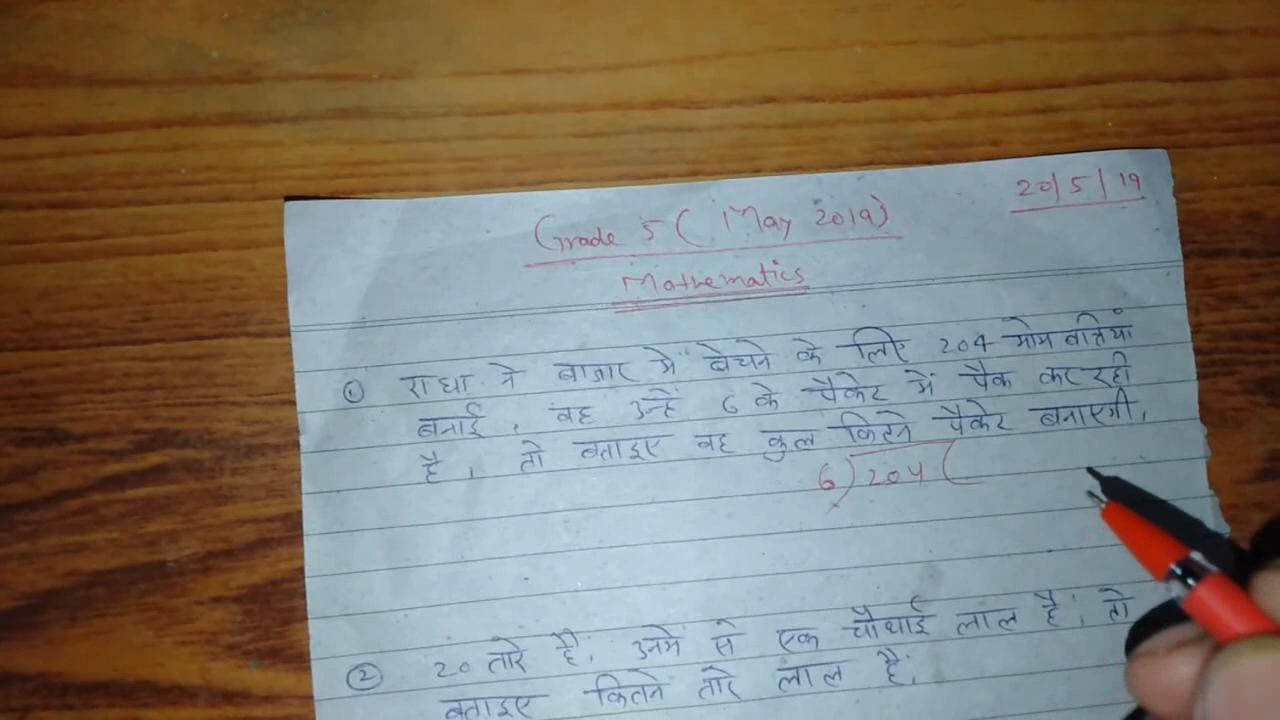 20/5/19
Grade 5 ( May 2019)
Mathematics
① राधा ने बाजार में बेचने के लिए 204 मोम बत्तियां
बनाई, वह उन्हें 6 के पैकेट में पैक कर रही
है, तो बताइए वह कुल कितने पैकेट बनाएगी,
6)204(
② 20 तारे हैं, उनमें से एक चौथाई लाल है, तो
बताइए कितने तारे लाल है,